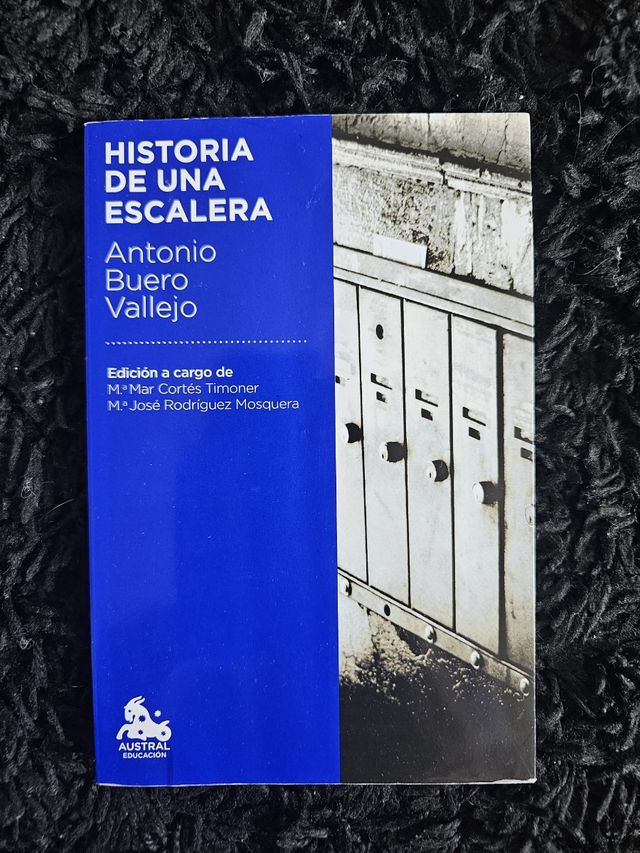 HISTORIA
DE UNA
ESCALERA
Antonio
Buero
Vallejo
Edición a cargo de
M.ª Mar Cortés Timoner
M.ª José Rodríguez Mosquera
AUSTRAL
EDUCACIÓN